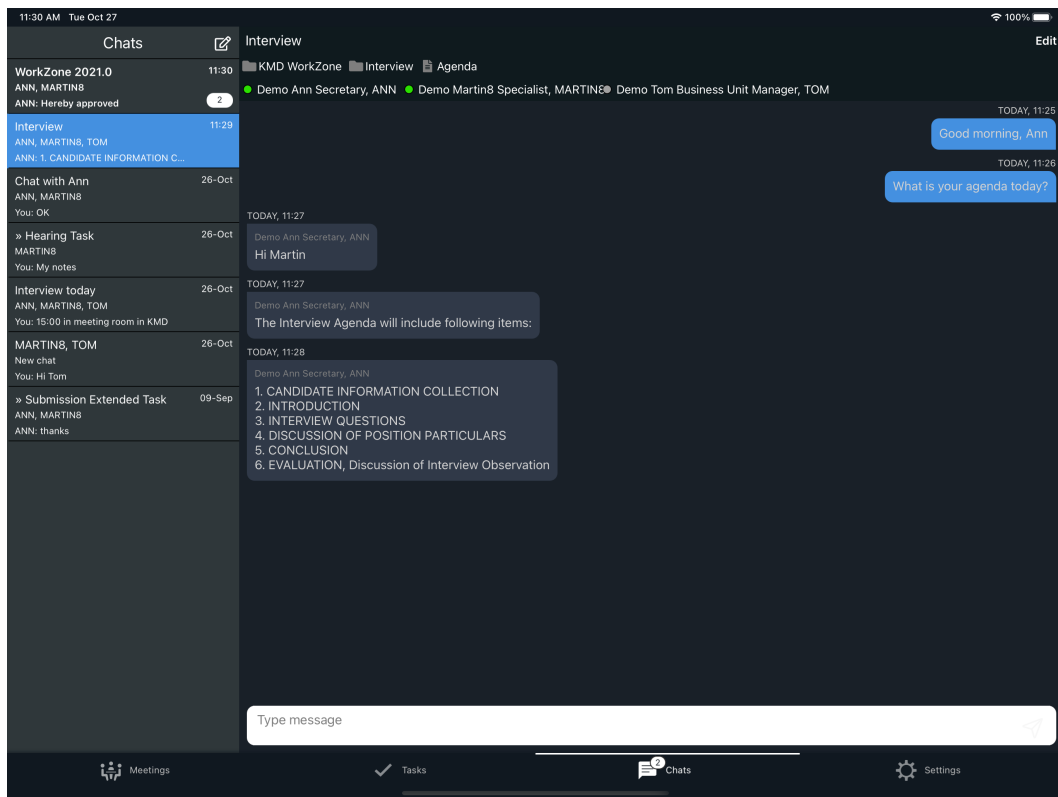 11:30 AM Tue Oct 27
100%
Chats
WorkZone 2021.0 11:30
ANN, MARTIN8
ANN: Hereby approved 2
Interview 11:29
ANN, MARTIN8, TOM
ANN: 1. CANDIDATE INFORMATION C...
Chat with Ann 26-Oct
ANN, MARTIN8
You: OK
» Hearing Task 26-Oct
MARTIN8
You: My notes
Interview today 26-Oct
ANN, MARTIN8, TOM
You: 15:00 in meeting room in KMD
MARTIN8, TOM 26-Oct
New chat
You: Hi Tom
» Submission Extended Task 09-Sep
ANN, MARTIN8
ANN: thanks
Interview Edit
KMD WorkZone Interview Agenda
Demo Ann Secretary, ANN Demo Martin8 Specialist, MARTIN8 Demo Tom Business Unit Manager, TOM
TODAY, 11:25
Good morning, Ann
TODAY, 11:26
What is your agenda today?
TODAY, 11:27
Demo Ann Secretary, ANN
Hi Martin
TODAY, 11:27
Demo Ann Secretary, ANN
The Interview Agenda will include following items:
TODAY, 11:28
Demo Ann Secretary, ANN
1. CANDIDATE INFORMATION COLLECTION
2. INTRODUCTION
3. INTERVIEW QUESTIONS
4. DISCUSSION OF POSITION PARTICULARS
5. CONCLUSION
6. EVALUATION, Discussion of Interview Observation
Type message
Meetings Tasks 2 Chats Settings